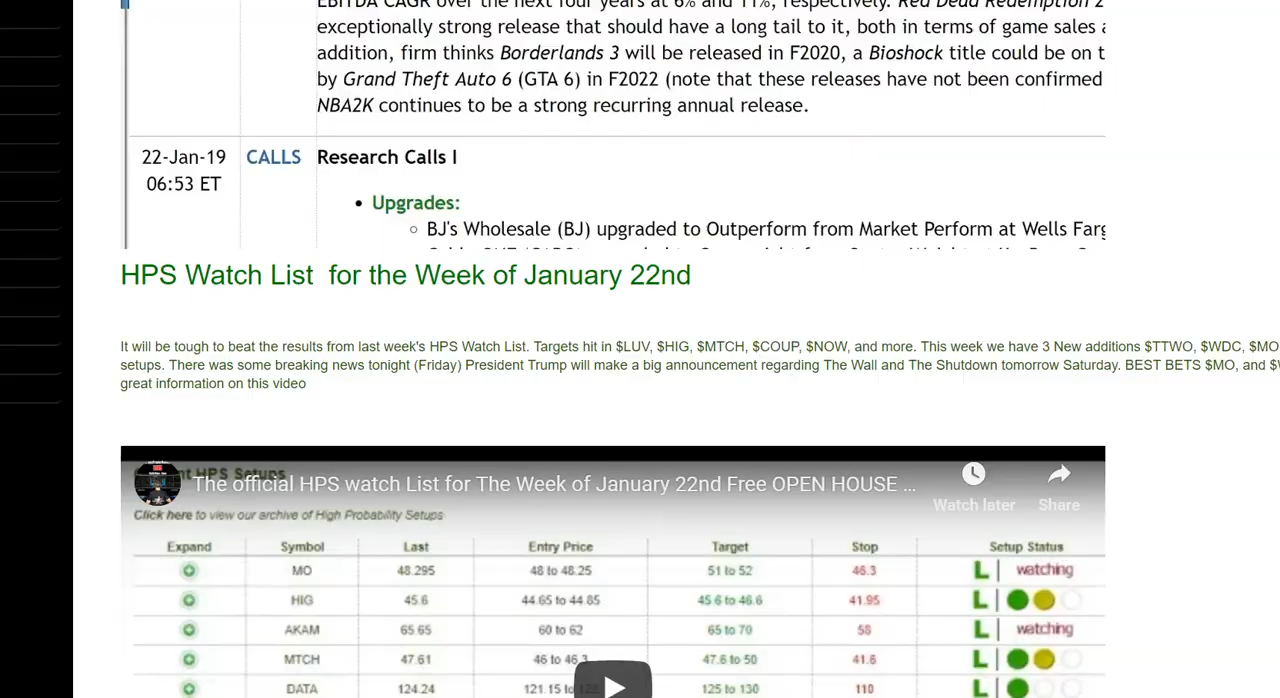 EBITDA CAGR over the next four years at 6% and 11%, respectively. Red Dead Redemption 2
exceptionally strong release that should have a long tail to it, both in terms of game sales
addition, firm thinks Borderlands 3 will be released in F2020, a Bioshock title could be on t
by Grand Theft Auto 6 (GTA 6) in F2022 (note that these releases have not been confirmed
NBA2K continues to be a strong recurring annual release.
22-Jan-19 CALLS Research Calls I
06:53 ET
• Upgrades:
BJ's Wholesale (BJ) upgraded to Outperform from Market Perform at Wells Farg
HPS Watch List for the Week of January 22nd
It will be tough to beat the results from last week's HPS Watch List. Targets hit in $LUV, $HIG, $MTCH, $COUP, $NOW, and more. This week we have 3 New additions $TTWO, $WDC, $MO
setups. There was some breaking news tonight (Friday) President Trump will make a big announcement regarding The Wall and The Shutdown tomorrow Saturday. BEST BETS $MO, and
great information on this video
HPS Setups
The official HPS watch List for The Week of January 22nd Free OPEN HOUSE ...
Watch later Share
Click here to view our archive of High Probability Setups
Expand Symbol Last Entry Price Target Stop Setup Status
MO 48.295 48 to 48.25 51 to 52 46.3 L watching
HIG 45.6 44.65 to 44.85 45.6 to 46.6 41.95 L
AKAM 65.65 60 to 62 65 to 70 58 L watching
MTCH 47.61 46 to 46.3 47.6 to 50 41.6 L
DATA 124.24 121.15 to 125 to 130 110 L